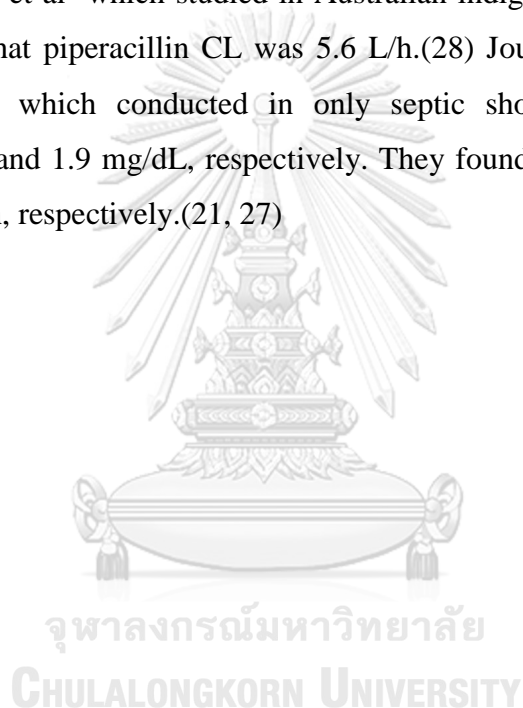 et al which studied in Australian Indig
hat piperacillin CL was 5.6 L/h.(28) Jou
which conducted in only septic sho
and 1.9 mg/dL, respectively. They found
, respectively.(21, 27)
จุฬาลงกรณ์มหาวิทยาลัย
CHULALONGKORN UNIVERSITY